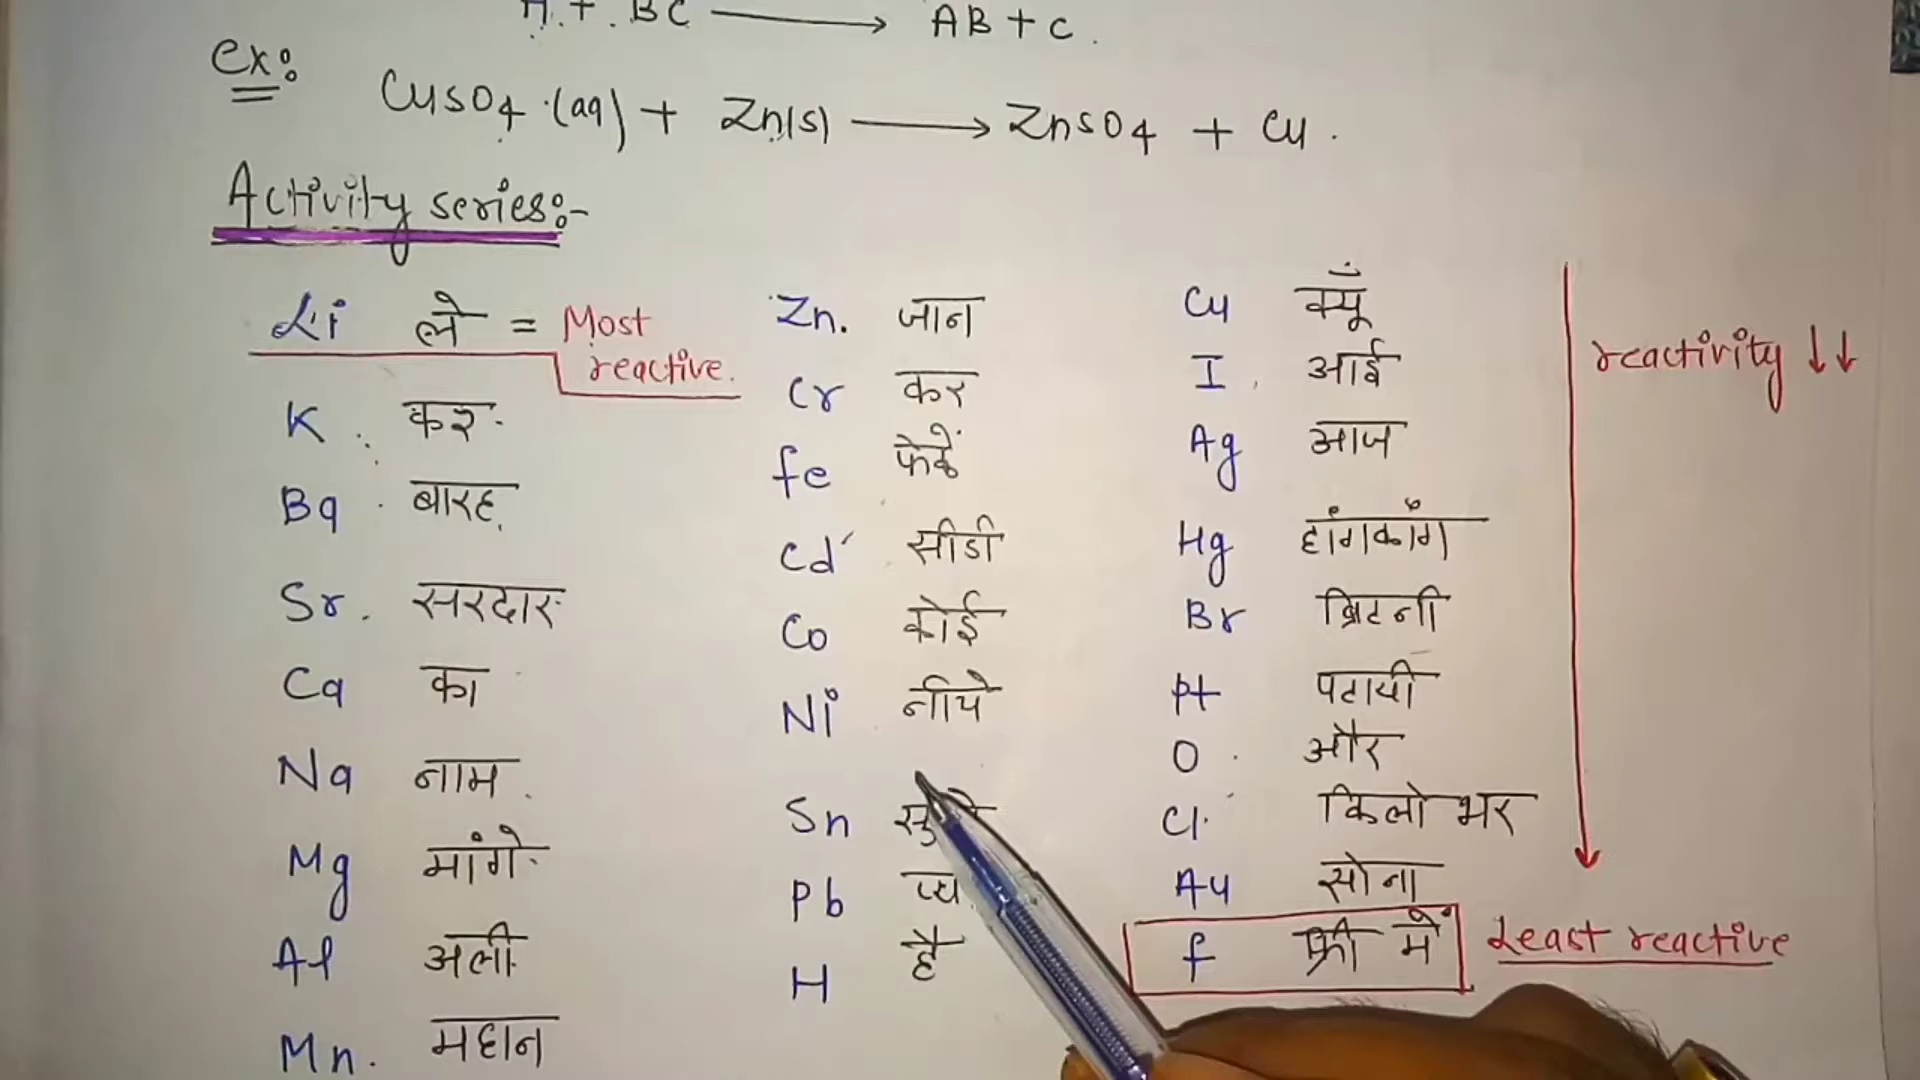 A + BC → AB + C.
ex:
CuSO4 (aq) + Zn(s) → ZnSO4 + Cu.
Activity series:-
Li ले = Most reactive.
K कर
Ba बारह
Sr. सरदार
Ca का
Na नाम
Mg मांगे
Al अली
Mn. महान
Zn. जान
Cr कर
fe फेकें
Cd सीडी
Co कोई
Ni नीचे
Sn
Pb
H है
Cu क्यूँ
I आई
Ag आज
Hg हांगकांग
Br ब्रिटनी
Pt पटायी
O और
Cl किलो भर
Au सोना
f फ्री में
reactivity ↓↓
Least reactive